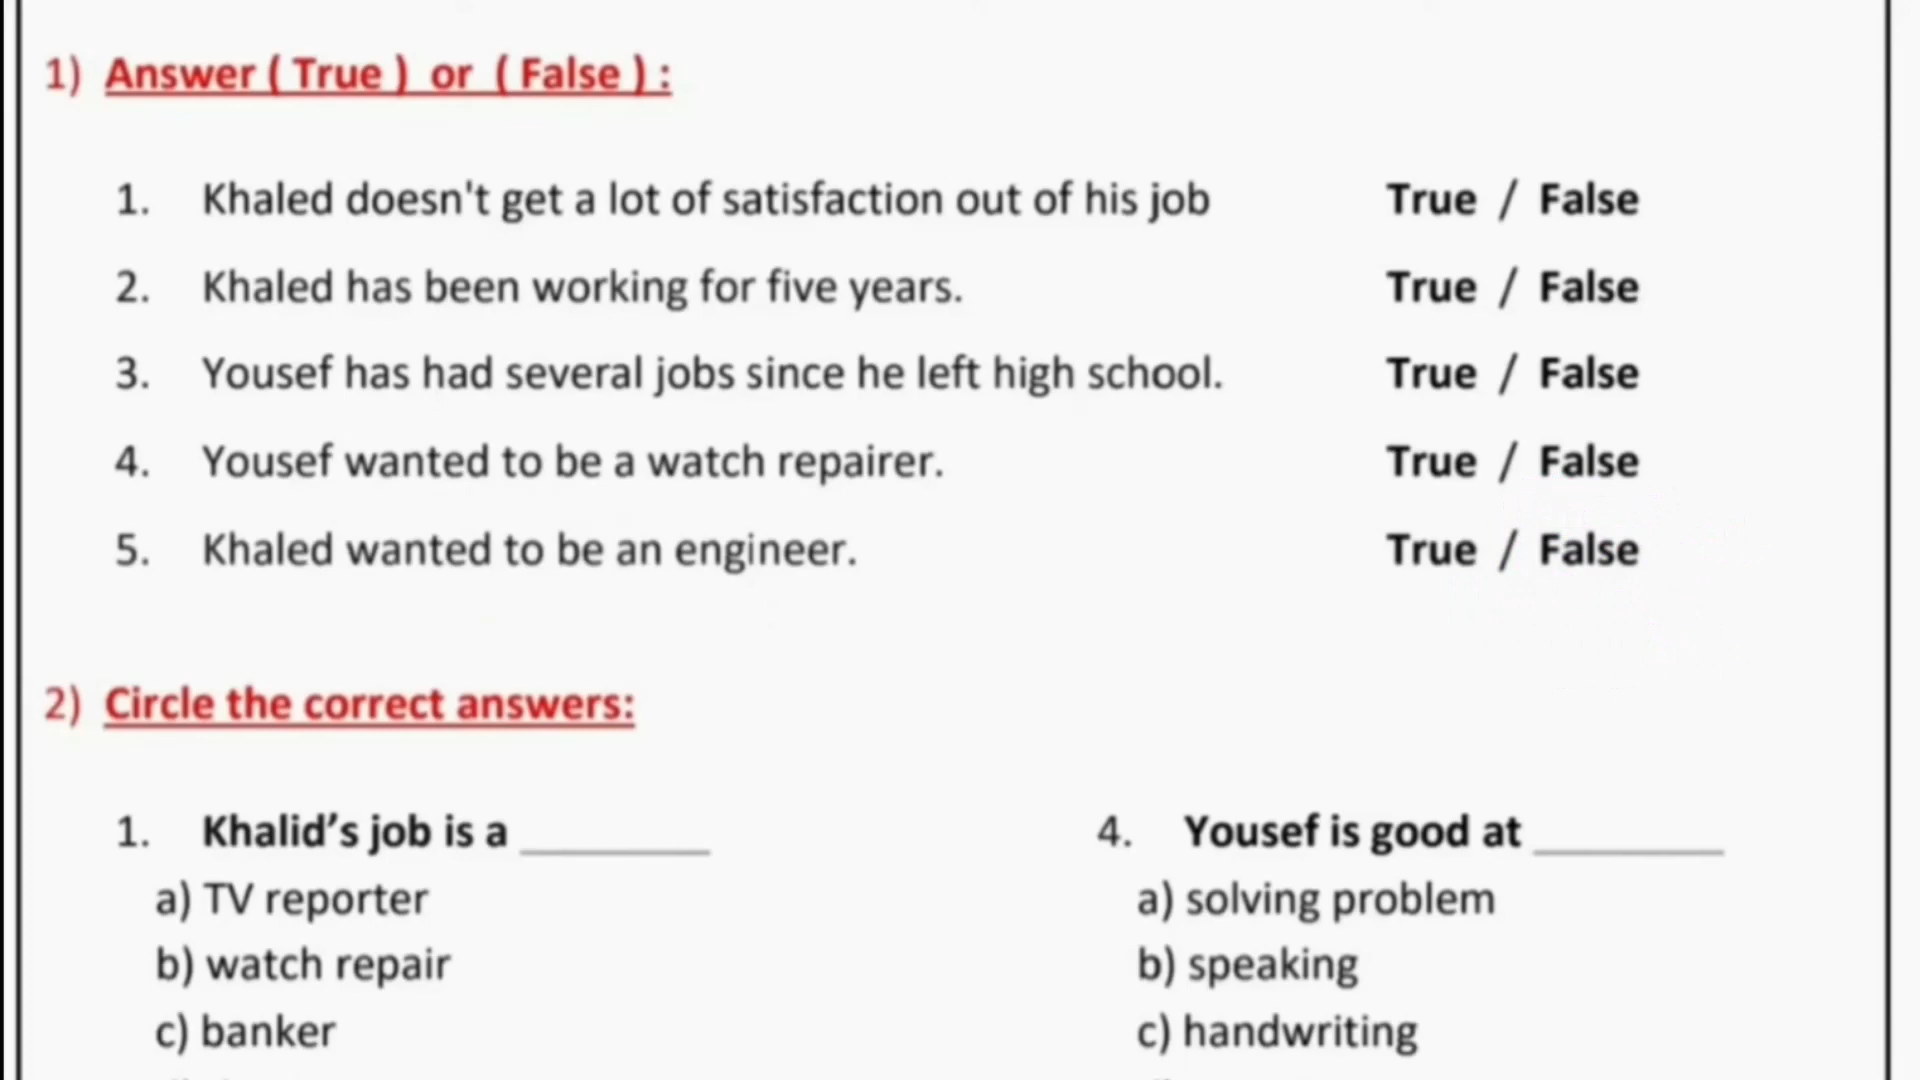 1) Answer ( True ) or ( False ) :
1. Khaled doesn't get a lot of satisfaction out of his job True / False
2. Khaled has been working for five years. True / False
3. Yousef has had several jobs since he left high school. True / False
4. Yousef wanted to be a watch repairer. True / False
5. Khaled wanted to be an engineer. True / False
2) Circle the correct answers:
1. Khalid’s job is a ________
a) TV reporter
b) watch repair
c) banker
4. Yousef is good at ________
a) solving problem
b) speaking
c) handwriting